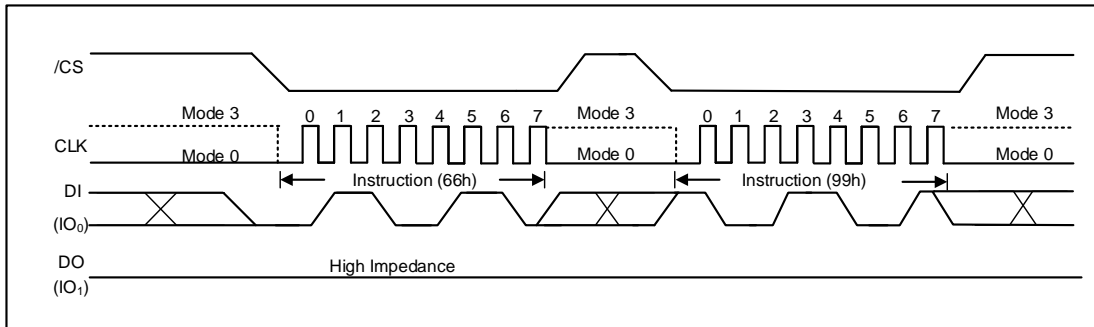 /CS
Mode 3 0 1 2 3 4 5 6 7 Mode 3 0 1 2 3 4 5 6 7 Mode 3
CLK
Mode 0 Mode 0 Mode 0
Instruction (66h) Instruction (99h)
DI
(IO₀)
DO
High Impedance
(IO₁)